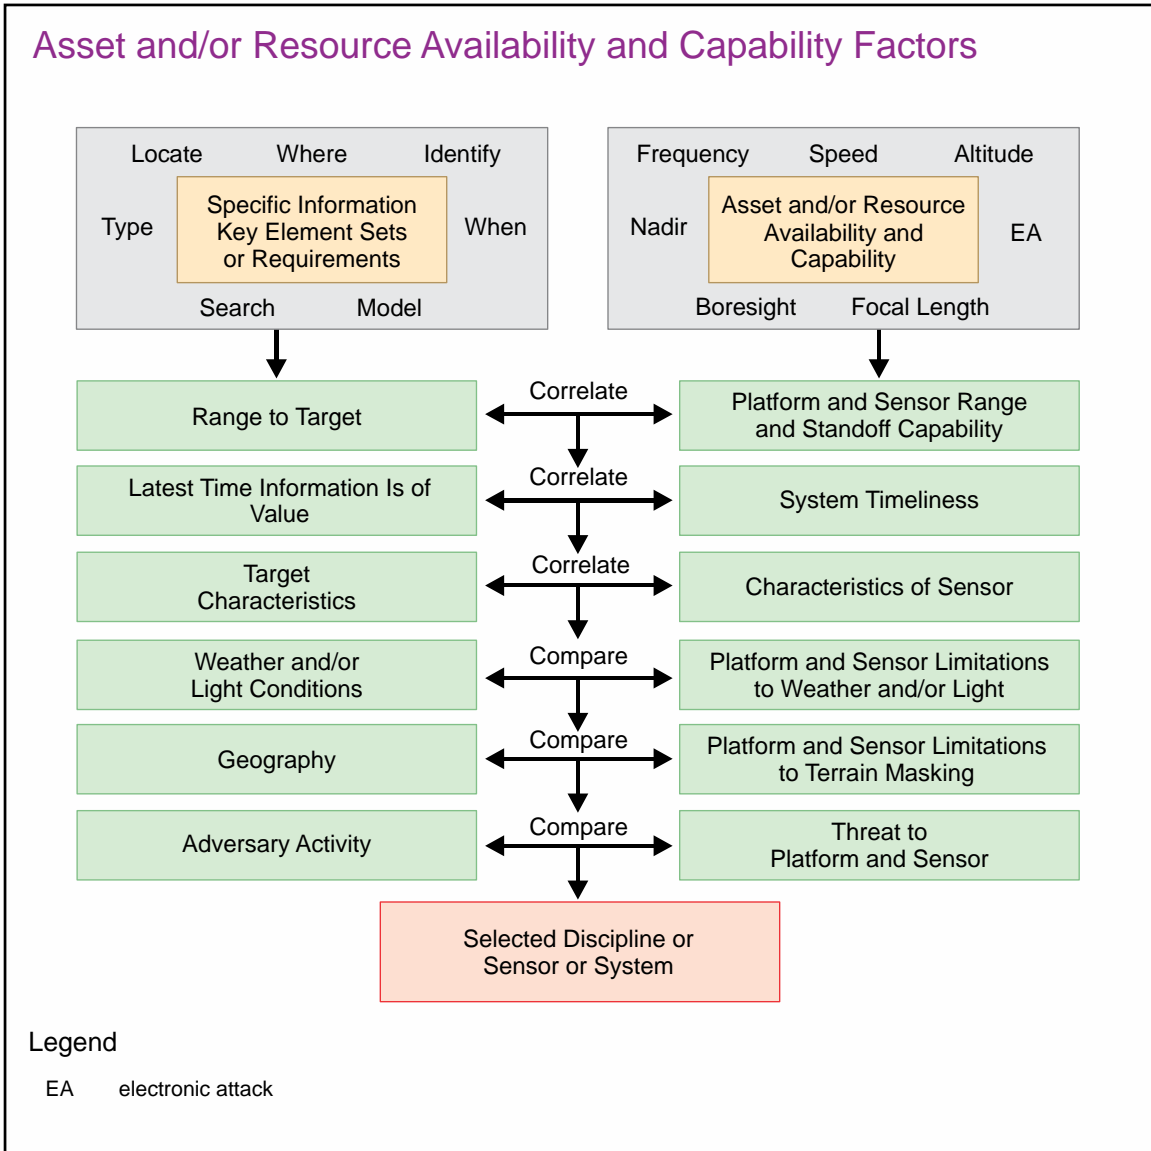 Asset and/or Resource Availability and Capability Factors
Locate Where Identify
Type
Specific Information
Key Element Sets
or Requirements
When
Search Model
Frequency Speed Altitude
Nadir
Asset and/or Resource
Availability and
Capability
EA
Boresight Focal Length
Range to Target
Correlate
Platform and Sensor Range
and Standoff Capability
Latest Time Information Is of
Value
Correlate
System Timeliness
Target
Characteristics
Correlate
Characteristics of Sensor
Weather and/or
Light Conditions
Compare
Platform and Sensor Limitations
to Weather and/or Light
Geography
Compare
Platform and Sensor Limitations
to Terrain Masking
Adversary Activity
Compare
Threat to
Platform and Sensor
Selected Discipline or
Sensor or System
Legend
EA electronic attack